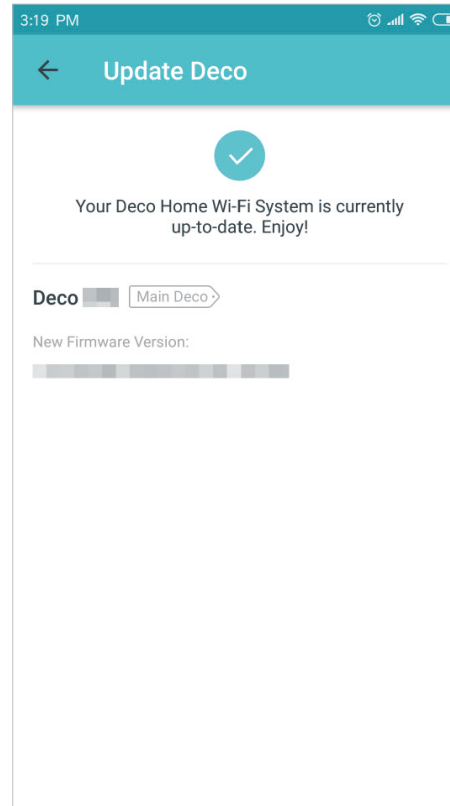 3:19 PM
Update Deco
Your Deco Home Wi-Fi System is currently
up-to-date. Enjoy!
Deco
Main Deco
New Firmware Version: